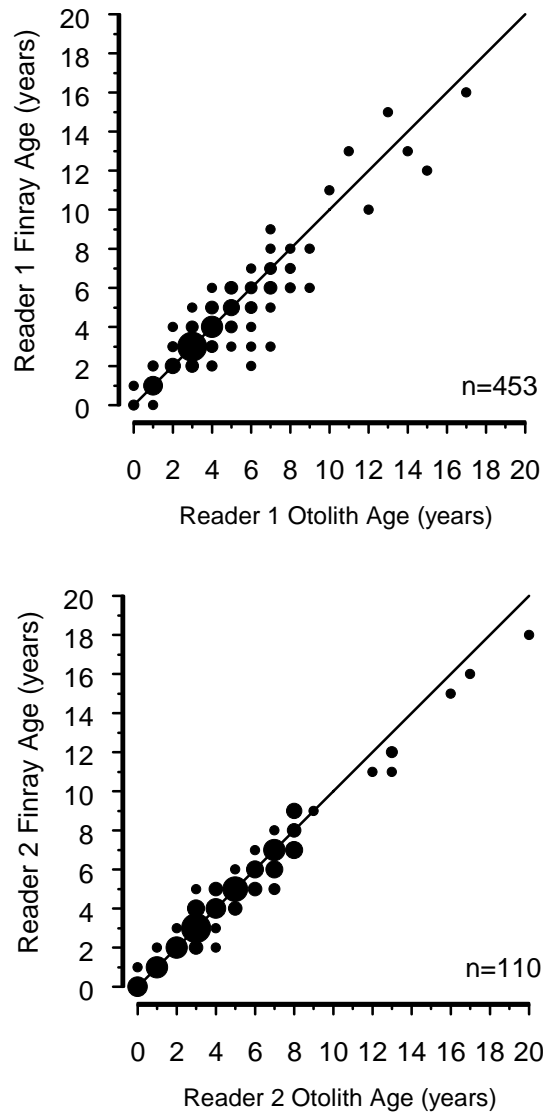 20
18
16
14
12
10
8
6
4
2
0
Reader 1 Finray Age (years)
n=453
0 2 4 6 8 10 12 14 16 18 20
Reader 1 Otolith Age (years)
20
18
16
14
12
10
8
6
4
2
0
Reader 2 Finray Age (years)
n=110
0 2 4 6 8 10 12 14 16 18 20
Reader 2 Otolith Age (years)